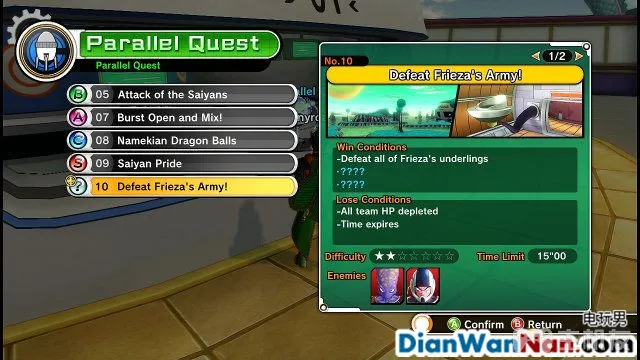 Parallel Quest
Parallel Quest
B 05 Attack of the Saiyans
A 07 Burst Open and Mix!
C 08 Namekian Dragon Balls
S 09 Saiyan Pride
? 10 Defeat Frieza's Army!
No.10
1/2
Defeat Frieza's Army!
Win Conditions
-Defeat all of Frieza's underlings
-????
-????
Lose Conditions
-All team HP depleted
-Time expires
Difficulty ★★☆☆☆☆☆
Time Limit 15"00
Enemies
A Confirm B Return
电玩男
DianWanNan.com